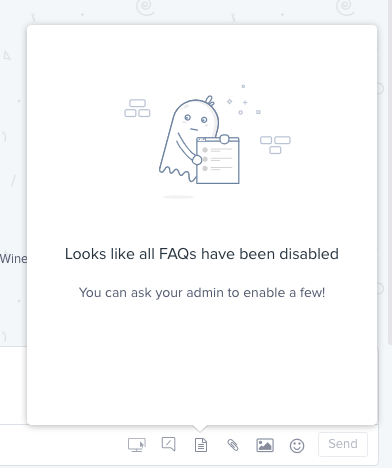 Looks like all FAQs have been disabled
Wine
You can ask your admin to enable a few!
Send